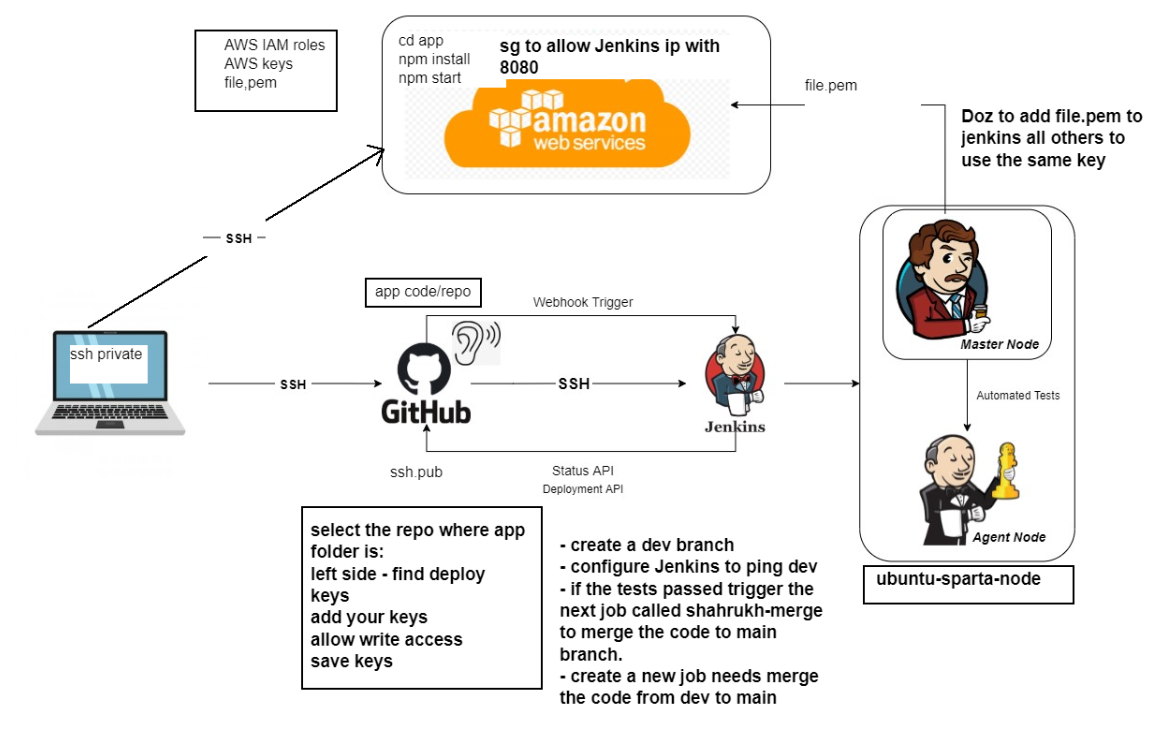 AWS IAM roles
AWS keys
file,pem
cd app
npm install
npm start
sg to allow Jenkins ip with
8080
amazon
web services
file.pem
Doz to add file.pem to
jenkins all others to
use the same key
SSH
app code/repo
Webhook Trigger
ssh private
SSH
GitHub
SSH
Jenkins
Master Node
Automated Tests
Agent Node
ssh.pub
Status API
Deployment API
select the repo where app
folder is:
left side - find deploy
keys
add your keys
allow write access
save keys
- create a dev branch
- configure Jenkins to ping dev
- if the tests passed trigger the
next job called shahrukh-merge
to merge the code to main
branch.
- create a new job needs merge
the code from dev to main
ubuntu-sparta-node